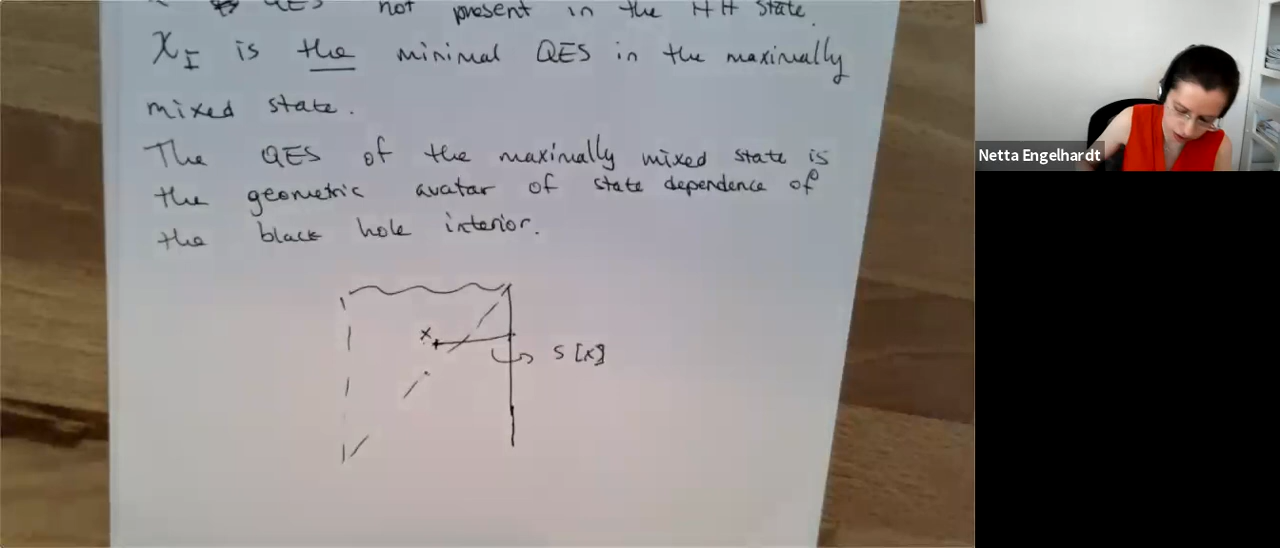 QES not present in the HH state.
X_I is the minimal QES in the maximally
mixed state.
The QES of the maximally mixed state is
the geometric avatar of state dependence of
the black hole interior.
x
S[x]
Netta Engelhardt